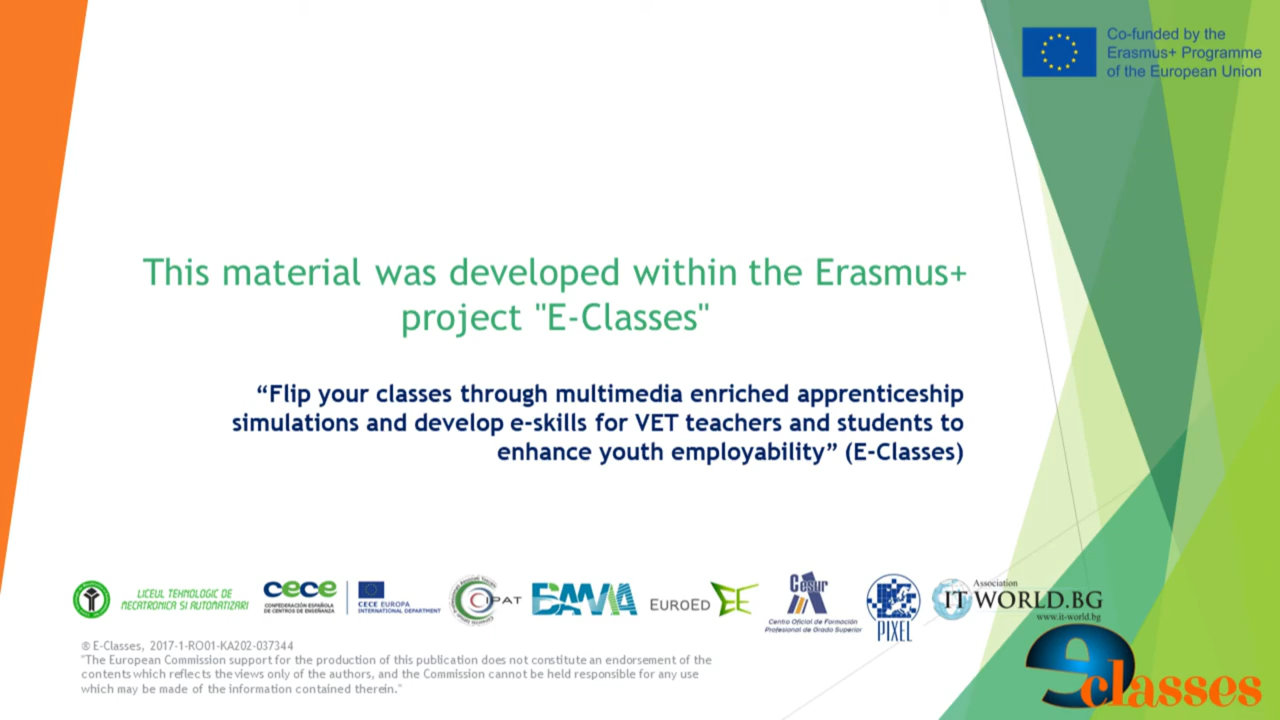 Co-funded by the
Erasmus+ Programme
of the European Union
This material was developed within the Erasmus+
project "E-Classes"
“Flip your classes through multimedia enriched apprenticeship
simulations and develop e-skills for VET teachers and students to
enhance youth employability” (E-Classes)
LICEUL TEHNOLOGIC DE
MECATRONICA SI AUTOMATIZARI
cece
CONFEDERACIÓN ESPAÑOLA
DE CENTROS DE ENSEÑANZA
CECE EUROPA
INTERNATIONAL DEPARTMENT
CIPAT
EUROED
Cesur
Centro Oficial de Formación
Profesional de Grado Superior
PIXEL
Association
IT WORLD.BG
www.it-world.bg
® E-Classes, 2017-1-RO01-KA202-037344
"The European Commission support for the production of this publication does not constitute an endorsement of the
contents which reflects the views only of the authors, and the Commission cannot be held responsible for any use
which may be made of the information contained therein."
eclasses